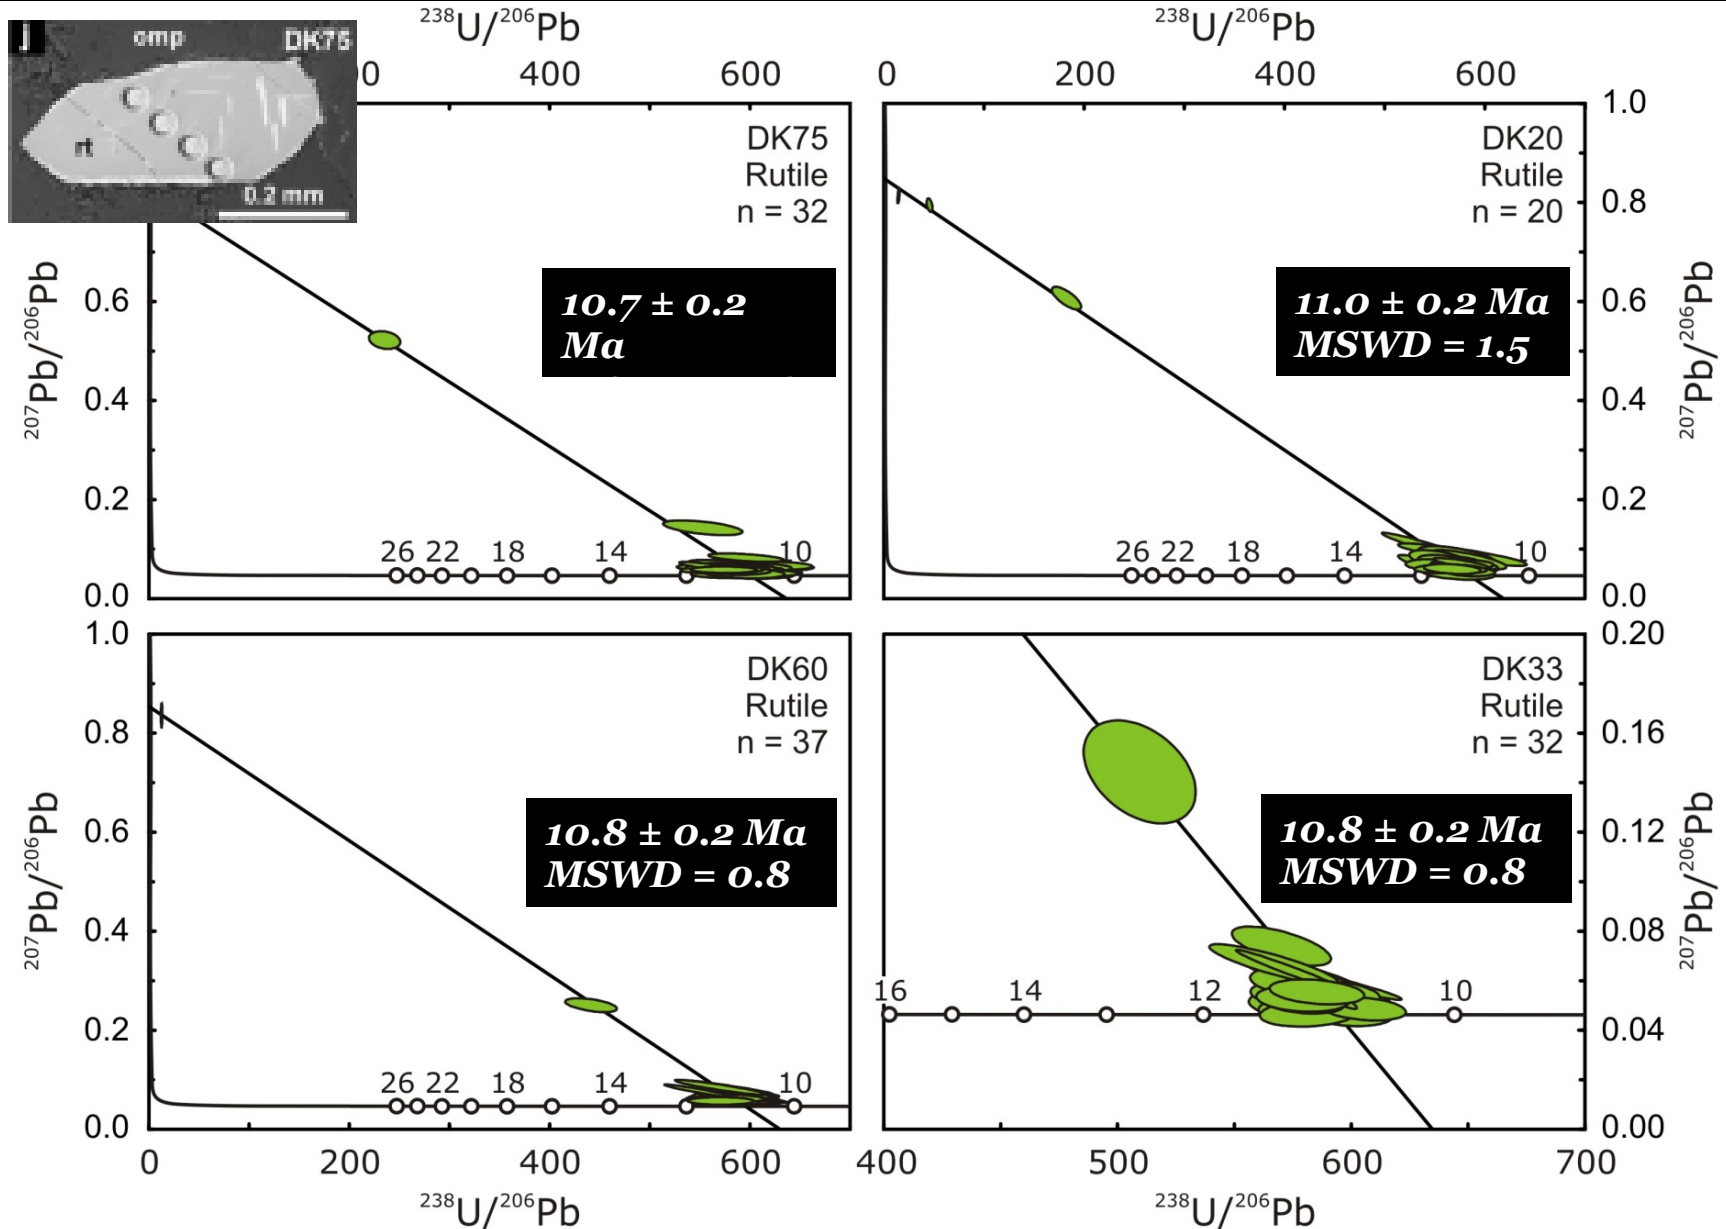 j
omp
DK75
rt
0.2 mm
²³⁸U/²⁰⁶Pb
00 400 600
DK75
Rutile
n = 32
²⁰⁷Pb/²⁰⁶Pb
0.6
0.4
0.2
0.0
10.7 ± 0.2
Ma
26 22 18 14 10
²³⁸U/²⁰⁶Pb
0 200 400 600
DK20
Rutile
n = 20
11.0 ± 0.2 Ma
MSWD = 1.5
26 22 18 14 10
1.0
0.8
0.6
0.4
0.2
0.0
²⁰⁷Pb/²⁰⁶Pb
1.0
0.8
0.6
0.4
0.2
0.0
²⁰⁷Pb/²⁰⁶Pb
DK60
Rutile
n = 37
10.8 ± 0.2 Ma
MSWD = 0.8
26 22 18 14 10
0 200 400 600
²³⁸U/²⁰⁶Pb
DK33
Rutile
n = 32
10.8 ± 0.2 Ma
MSWD = 0.8
16 14 12 10
0.20
0.16
0.12
0.08
0.04
0.00
²⁰⁷Pb/²⁰⁶Pb
400 500 600 700
²³⁸U/²⁰⁶Pb